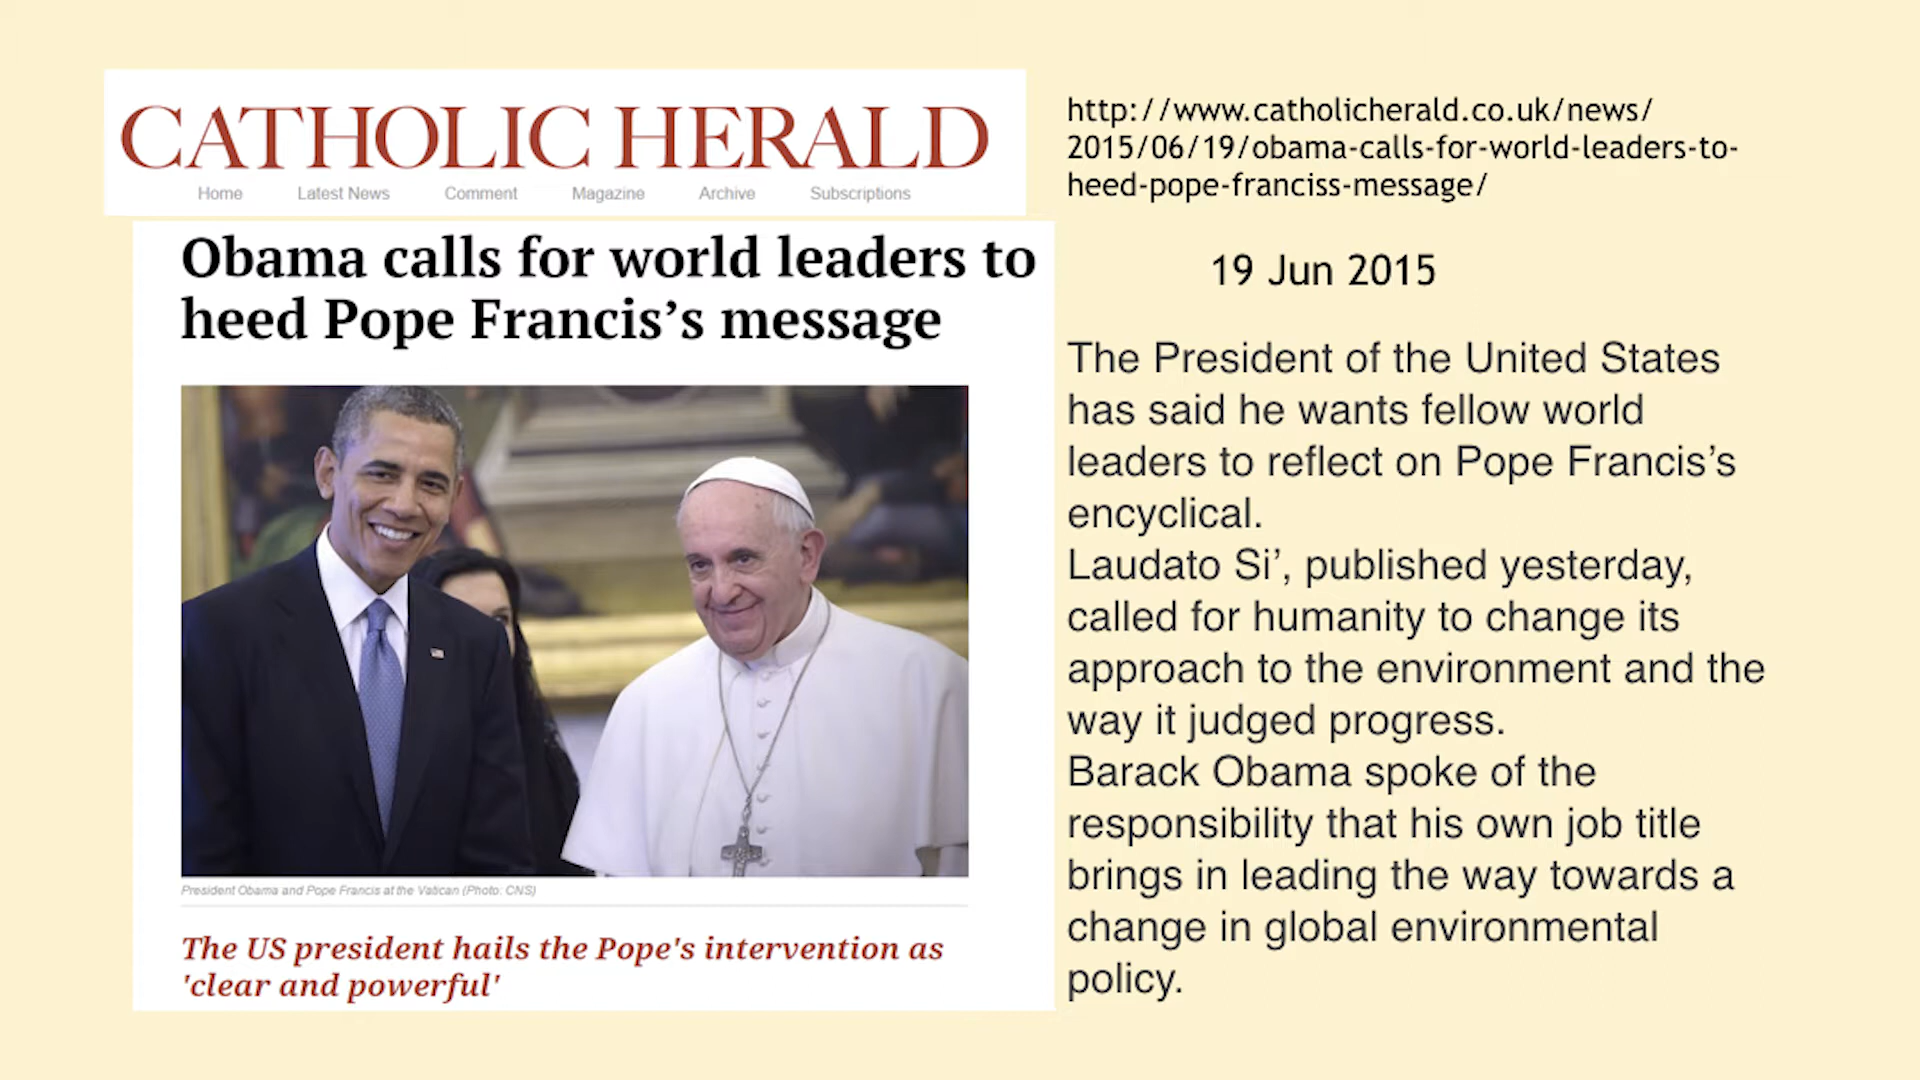 CATHOLIC HERALD
Home Latest News Comment Magazine Archive Subscriptions
Obama calls for world leaders to
heed Pope Francis’s message
President Obama and Pope Francis at the Vatican (Photo: CNS)
The US president hails the Pope's intervention as
'clear and powerful'
http://www.catholicherald.co.uk/news/
2015/06/19/obama-calls-for-world-leaders-to-
heed-pope-franciss-message/
19 Jun 2015
The President of the United States
has said he wants fellow world
leaders to reflect on Pope Francis’s
encyclical.
Laudato Si’, published yesterday,
called for humanity to change its
approach to the environment and the
way it judged progress.
Barack Obama spoke of the
responsibility that his own job title
brings in leading the way towards a
change in global environmental
policy.